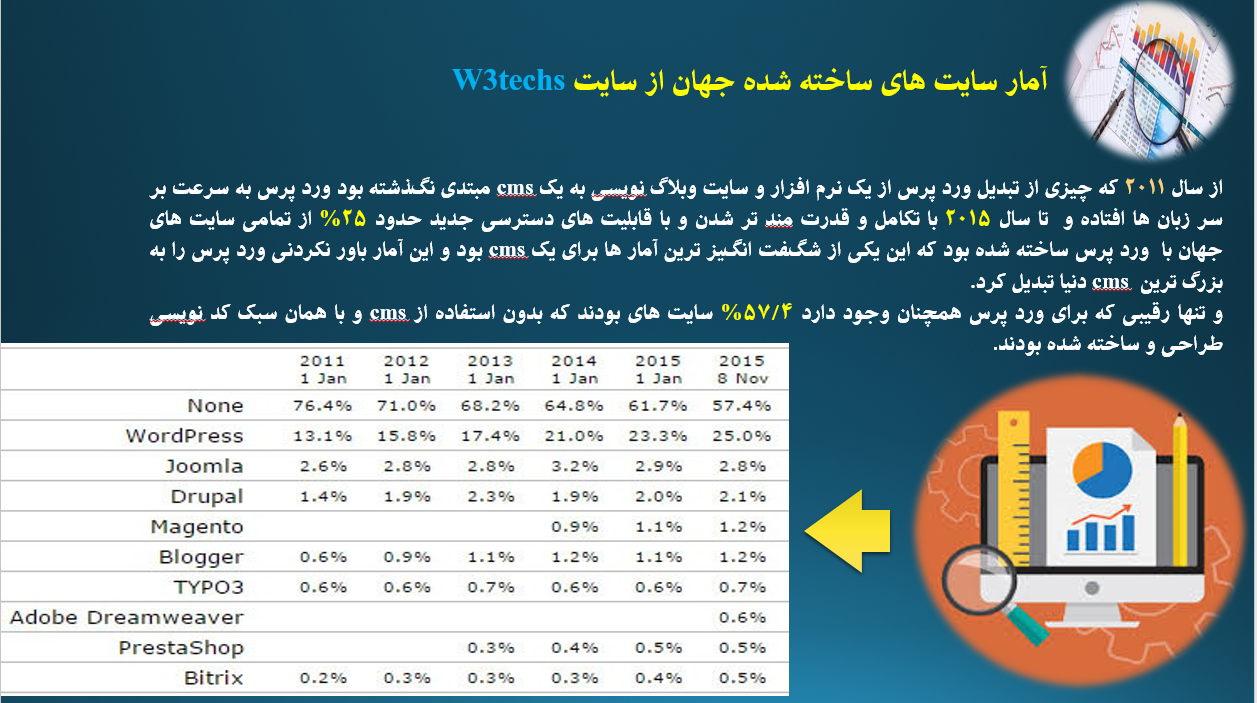 آمار سایت های ساخته شده جهان از سایت W3techs
از سال ۲۰۱۱ که چیزی از تبدیل ورد پرس از یک نرم افزار و سایت وبلاگ نویسی به یک cms مبتدی نگذشته بود ورد پرس به سرعت بر
سر زبان ها افتاده و تا سال ۲۰۱۵ با تکامل و قدرت مند تر شدن و با قابلیت های دسترسی جدید حدود ۲۵% از تمامی سایت های
جهان با ورد پرس ساخته شده بود که این یکی از شگفت انگیز ترین آمار ها برای یک cms بود و این آمار باور نکردنی ورد پرس را به
بزرگ ترین cms دنیا تبدیل کرد.
و تنها رقیبی که برای ورد پرس همچنان وجود دارد ۵۷/۴% سایت های بودند که بدون استفاده از cms و با همان سبک کد نویسی
طراحی و ساخته شده بودند.
2011 2012 2013 2014 2015 2015
1 Jan 1 Jan 1 Jan 1 Jan 1 Jan 8 Nov
None 76.4% 71.0% 68.2% 64.8% 61.7% 57.4%
WordPress 13.1% 15.8% 17.4% 21.0% 23.3% 25.0%
Joomla 2.6% 2.8% 2.8% 3.2% 2.9% 2.8%
Drupal 1.4% 1.9% 2.3% 1.9% 2.0% 2.1%
Magento 0.9% 1.1% 1.2%
Blogger 0.6% 0.9% 1.1% 1.2% 1.1% 1.2%
TYPO3 0.6% 0.6% 0.7% 0.6% 0.6% 0.7%
Adobe Dreamweaver 0.6%
PrestaShop 0.3% 0.4% 0.5% 0.5%
Bitrix 0.2% 0.3% 0.3% 0.3% 0.4% 0.5%